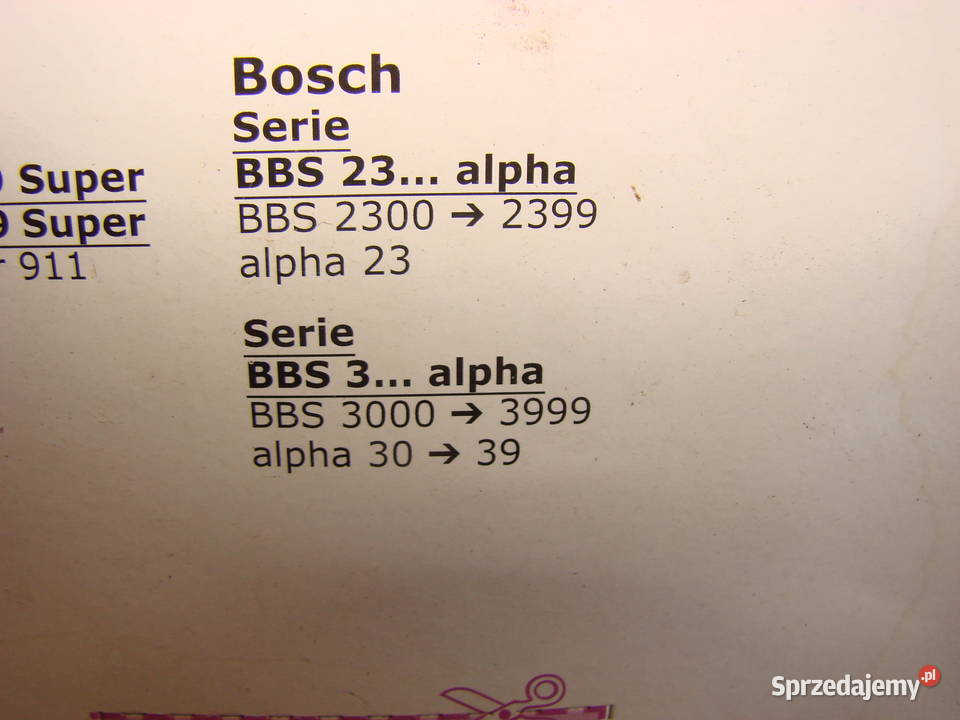 Super
9 Super
911
Bosch
Serie
BBS 23... alpha
BBS 2300 ➔ 2399
alpha 23
Serie
BBS 3... alpha
BBS 3000 ➔ 3999
alpha 30 ➔ 39
Sprzedajemy.pl